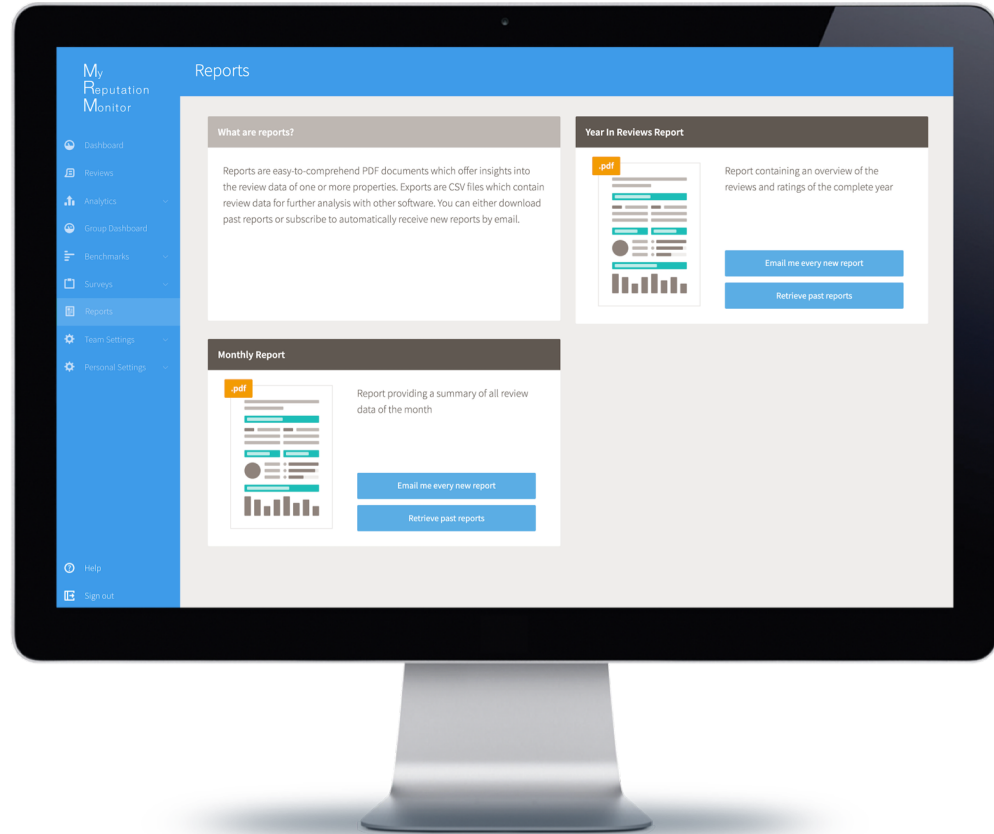 My
Reputation
Monitor
Reports
Dashboard
Reviews
Analytics
Group Dashboard
Benchmarks
Surveys
Reports
Team Settings
Personal Settings
Help
Sign out
What are reports?
Reports are easy-to-comprehend PDF documents which offer insights into
the review data of one or more properties. Exports are CSV files which contain
review data for further analysis with other software. You can either download
past reports or subscribe to automatically receive new reports by email.
Year In Reviews Report
.pdf
Report containing an overview of the
reviews and ratings of the complete year
Email me every new report
Retrieve past reports
Monthly Report
.pdf
Report providing a summary of all review
data of the month
Email me every new report
Retrieve past reports